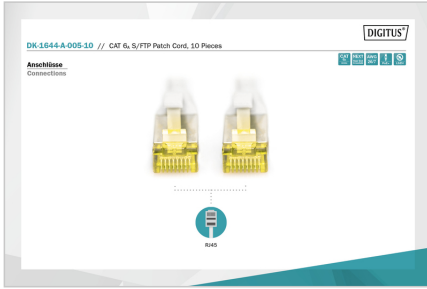 DIGITUS®
DK-1644-A-005-10 // CAT 6A S/FTP Patch Cord, 10 Pieces
Anschlüsse
Connections
RJ45